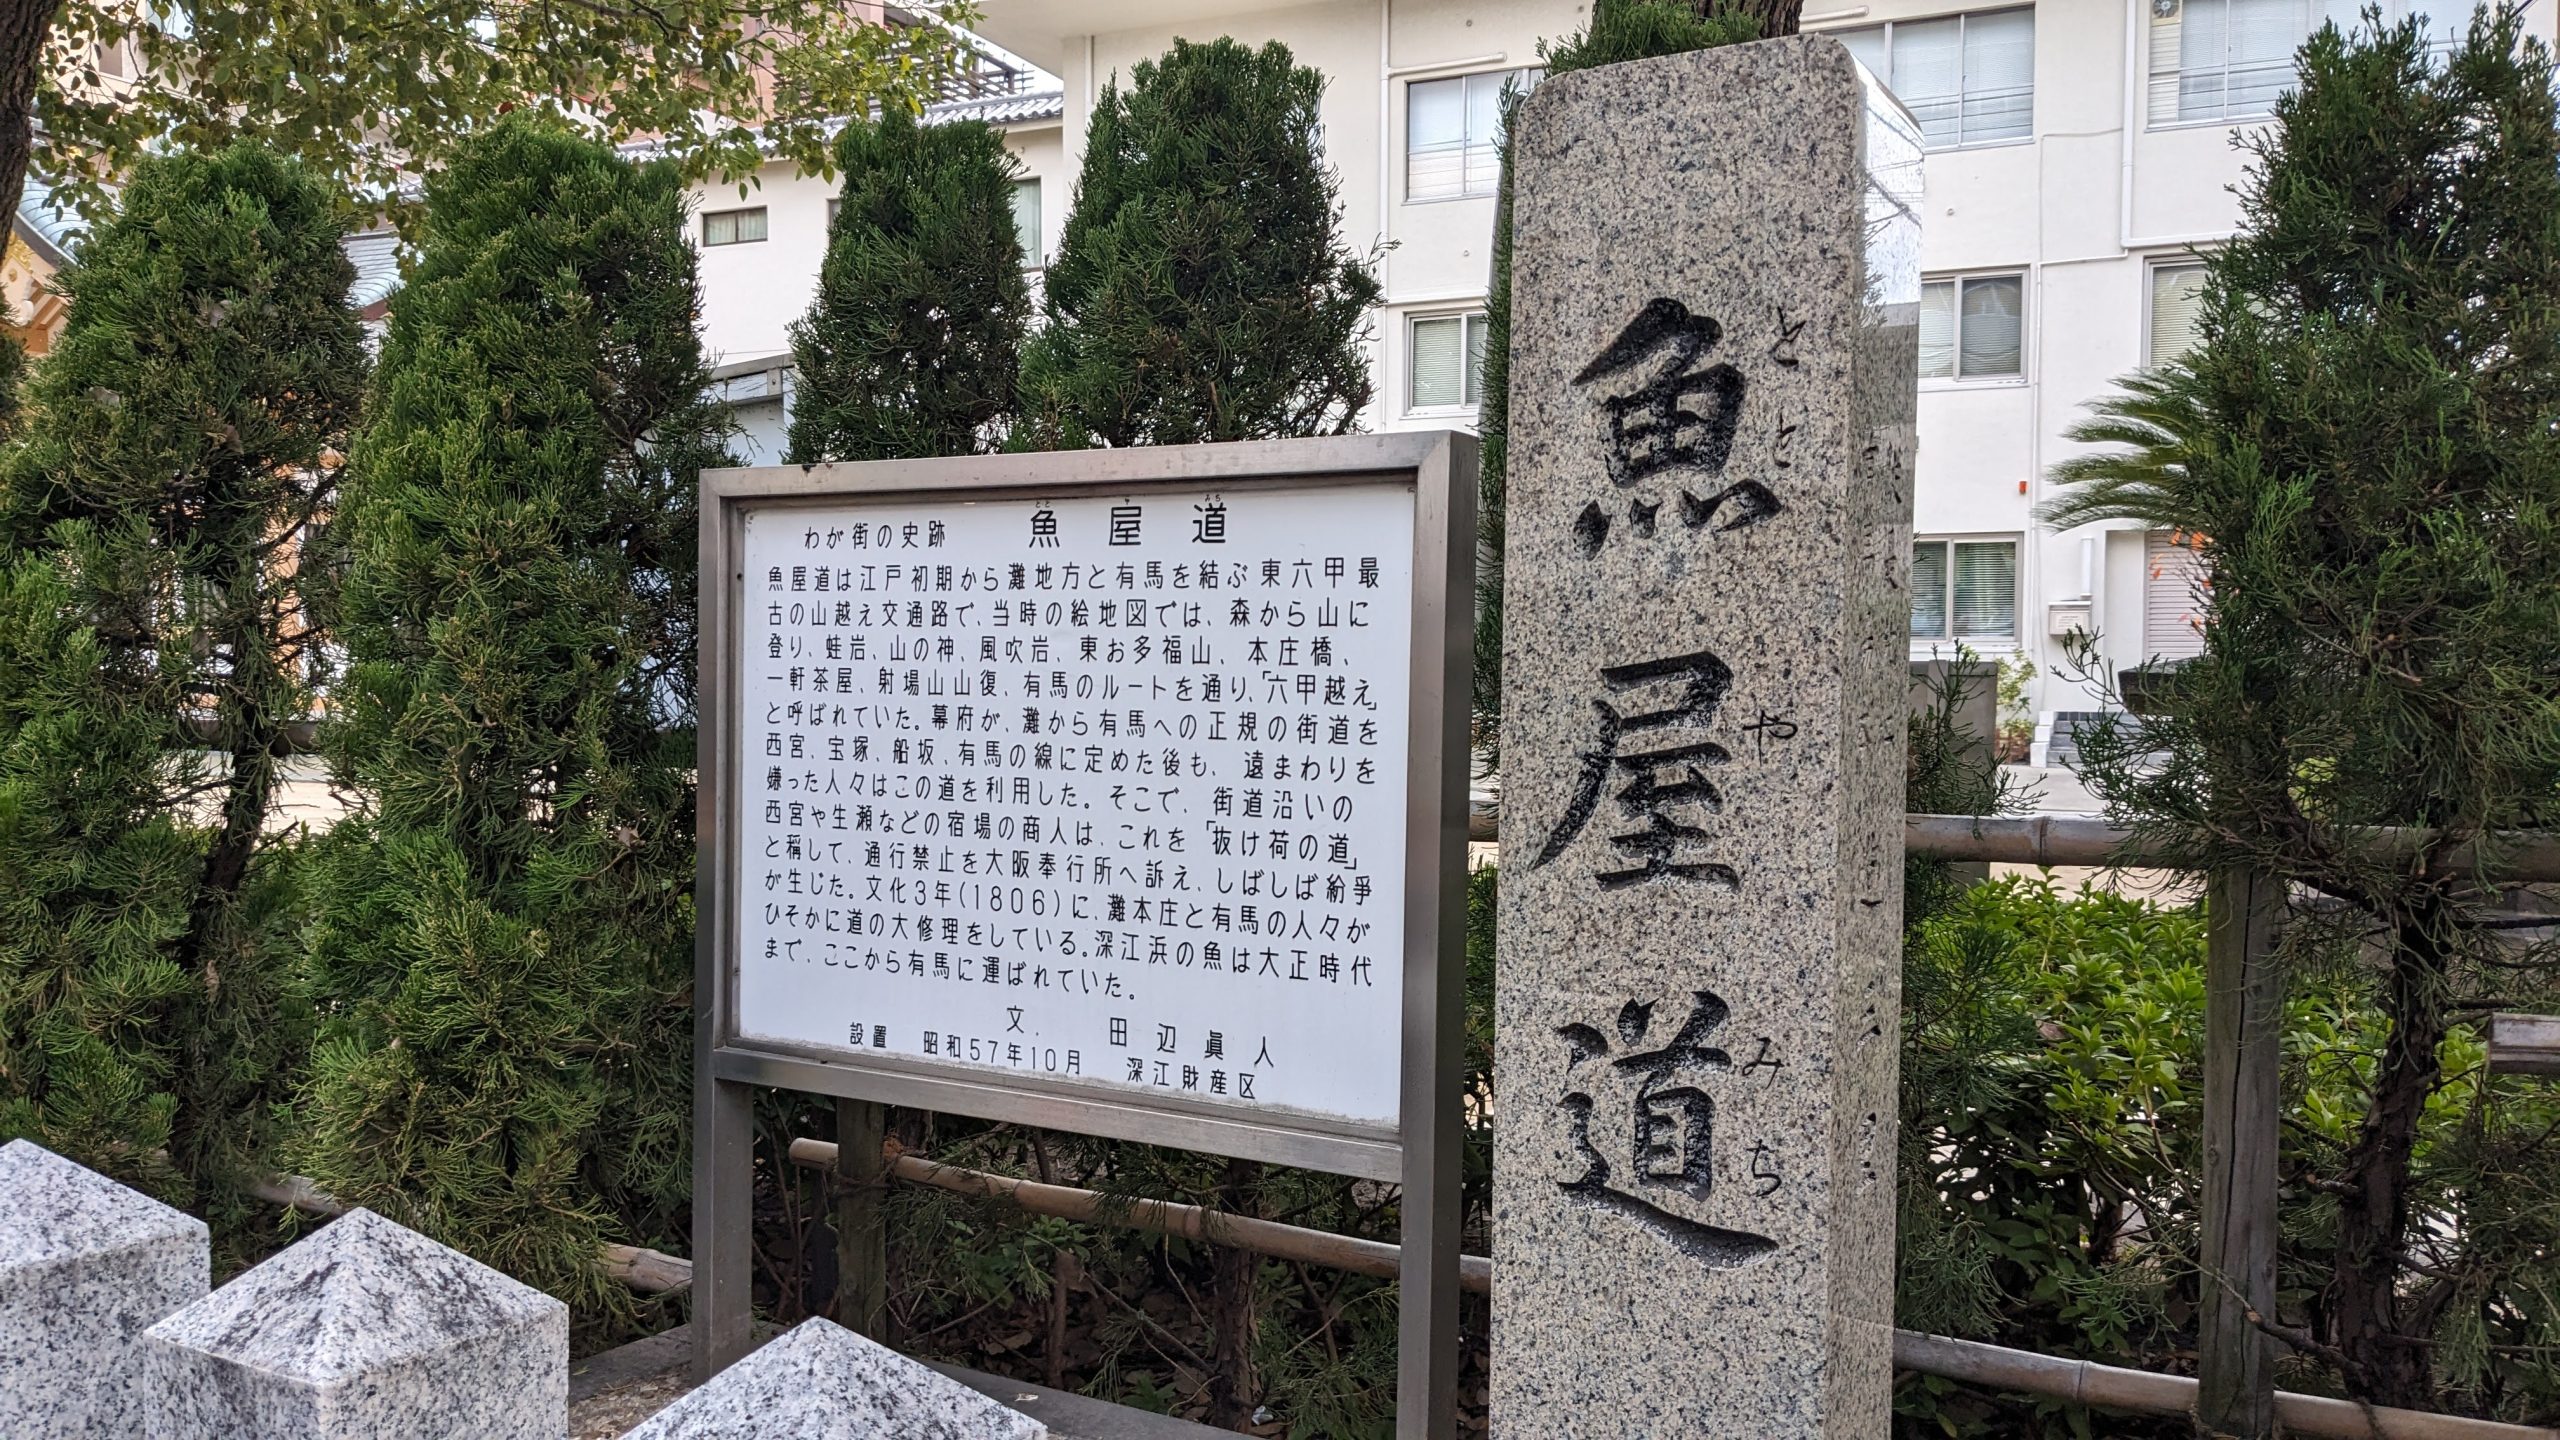 わが街の史跡 魚屋道
とと や みち
魚屋道は江戸初期から灘地方と有馬を結ぶ東六甲最
古の山越え交通路で、当時の絵地図では、森から山に
登り、蛙岩、山の神、風吹岩、東お多福山、本庄橋、
一軒茶屋、射場山山復、有馬のルートを通り、「六甲越え」
と呼ばれていた。幕府が、灘から有馬への正規の街道を
西宮、宝塚、船坂、有馬の線に定めた後も、遠まわりを
嫌った人々はこの道を利用した。そこで、街道沿いの
西宮や生瀬などの宿場の商人は、これを「抜け荷の道」
と稱して、通行禁止を大阪奉行所へ訴え、しばしば紛爭
が生じた。文化3年(1806)に、灘本庄と有馬の人々が
ひそかに道の大修理をしている。深江浜の魚は大正時代
まで、ここから有馬に運ばれていた。
文. 田辺眞人
設置 昭和57年10月 深江財産区
魚屋道
ととやみち